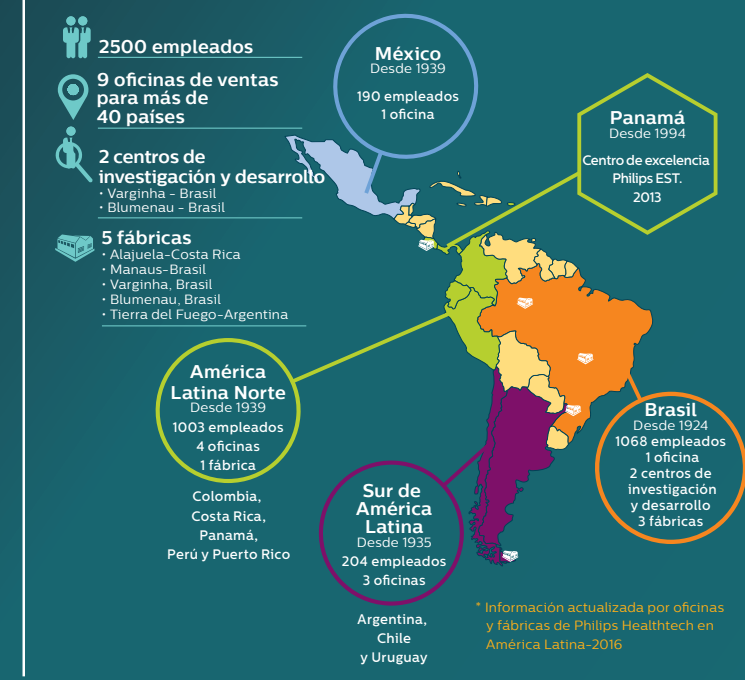 2500 empleados
9 oficinas de ventas
para más de
40 países
2 centros de
investigación y desarrollo
• Varginha - Brasil
• Blumenau - Brasil
5 fábricas
• Alajuela-Costa Rica
• Manaus-Brasil
• Varginha, Brasil
• Blumenau, Brasil
• Tierra del Fuego-Argentina
México
Desde 1939
190 empleados
1 oficina
Panamá
Desde 1994
Centro de excelencia
Philips EST.
2013
América
Latina Norte
Desde 1939
1003 empleados
4 oficinas
1 fábrica
Colombia,
Costa Rica,
Panamá,
Perú y Puerto Rico
Sur de
América
Latina
Desde 1935
204 empleados
3 oficinas
Argentina,
Chile
y Uruguay
Brasil
Desde 1924
1068 empleados
1 oficina
2 centros de
investigación
y desarrollo
3 fábricas
* Información actualizada por oficinas
y fábricas de Philips Healthtech en
América Latina-2016